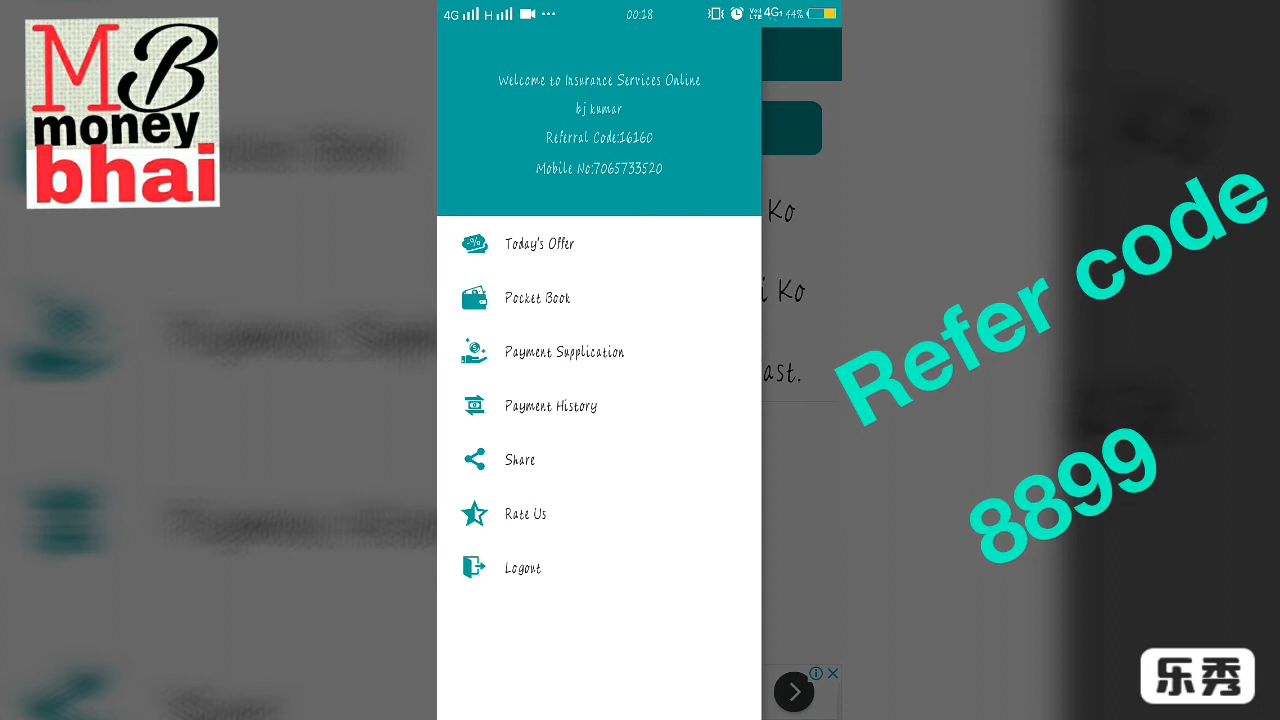 MB
money
bhai
4G H 00:18 VoLTE 4G 44%
Welcome to Insurance Services Online
bj kumar
Referral Code:16160
Mobile No:7065733520
Today's Offer
Pocket Book
Payment Supplication
Payment History
Share
Rate Us
Logout
Ko
i Ko
ast.
Refer code
8899
乐秀